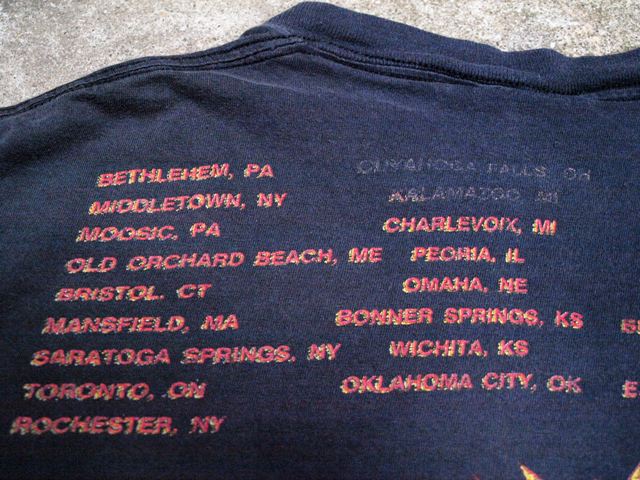 BETHLEHEM, PA
MIDDLETOWN, NY
MOOSIC, PA
OLD ORCHARD BEACH, ME
BRISTOL, CT
MANSFIELD, MA
SARATOGA SPRINGS, NY
TORONTO, ON
ROCHESTER, NY
CUYAHOGA FALLS, OH
KALAMAZOO, MI
CHARLEVOIX, MI
PEORIA, IL
OMAHA, NE
BONNER SPRINGS, KS
WICHITA, KS
OKLAHOMA CITY, OK